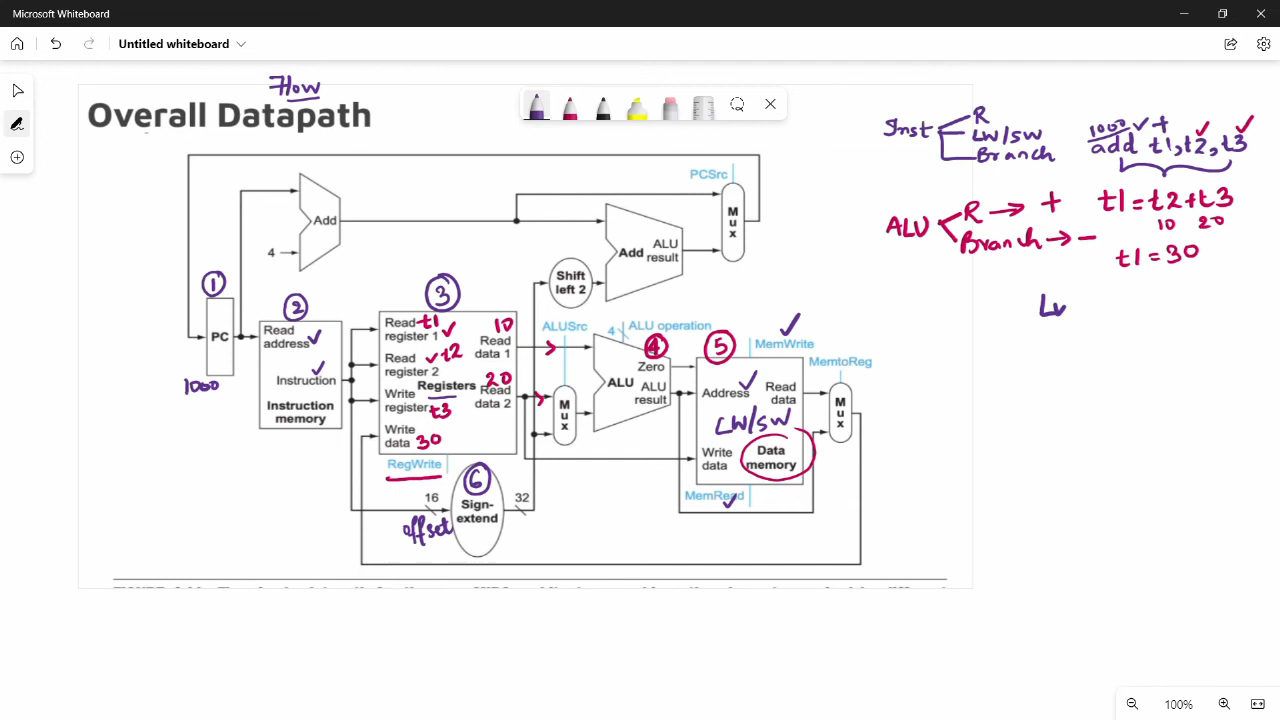 Microsoft Whiteboard
Untitled whiteboard
Flow
Overall Datapath
Inst
R
LW/SW
Branch
1000
+
add t1, t2, t3
ALU
R → +
Branch → −
t1 = t2 + t3
10 20
t1 = 30
PCSrc
Mux
Add
4
Add ALU result
Shift left 2
1
PC
1000
2
Read address
Instruction
Instruction memory
3
Read register 1
t1
Read register 2
t2
Write register
t3
Write data
30
Registers
10
Read data 1
20
Read data 2
RegWrite
16
6
Sign-extend
32
offset
ALUSrc
Mux
4
ALU operation
4
Zero
ALU
ALU result
5
MemWrite
Address
Read data
LW/SW
Write data
Data memory
MemRead
MemtoReg
Mux
100%